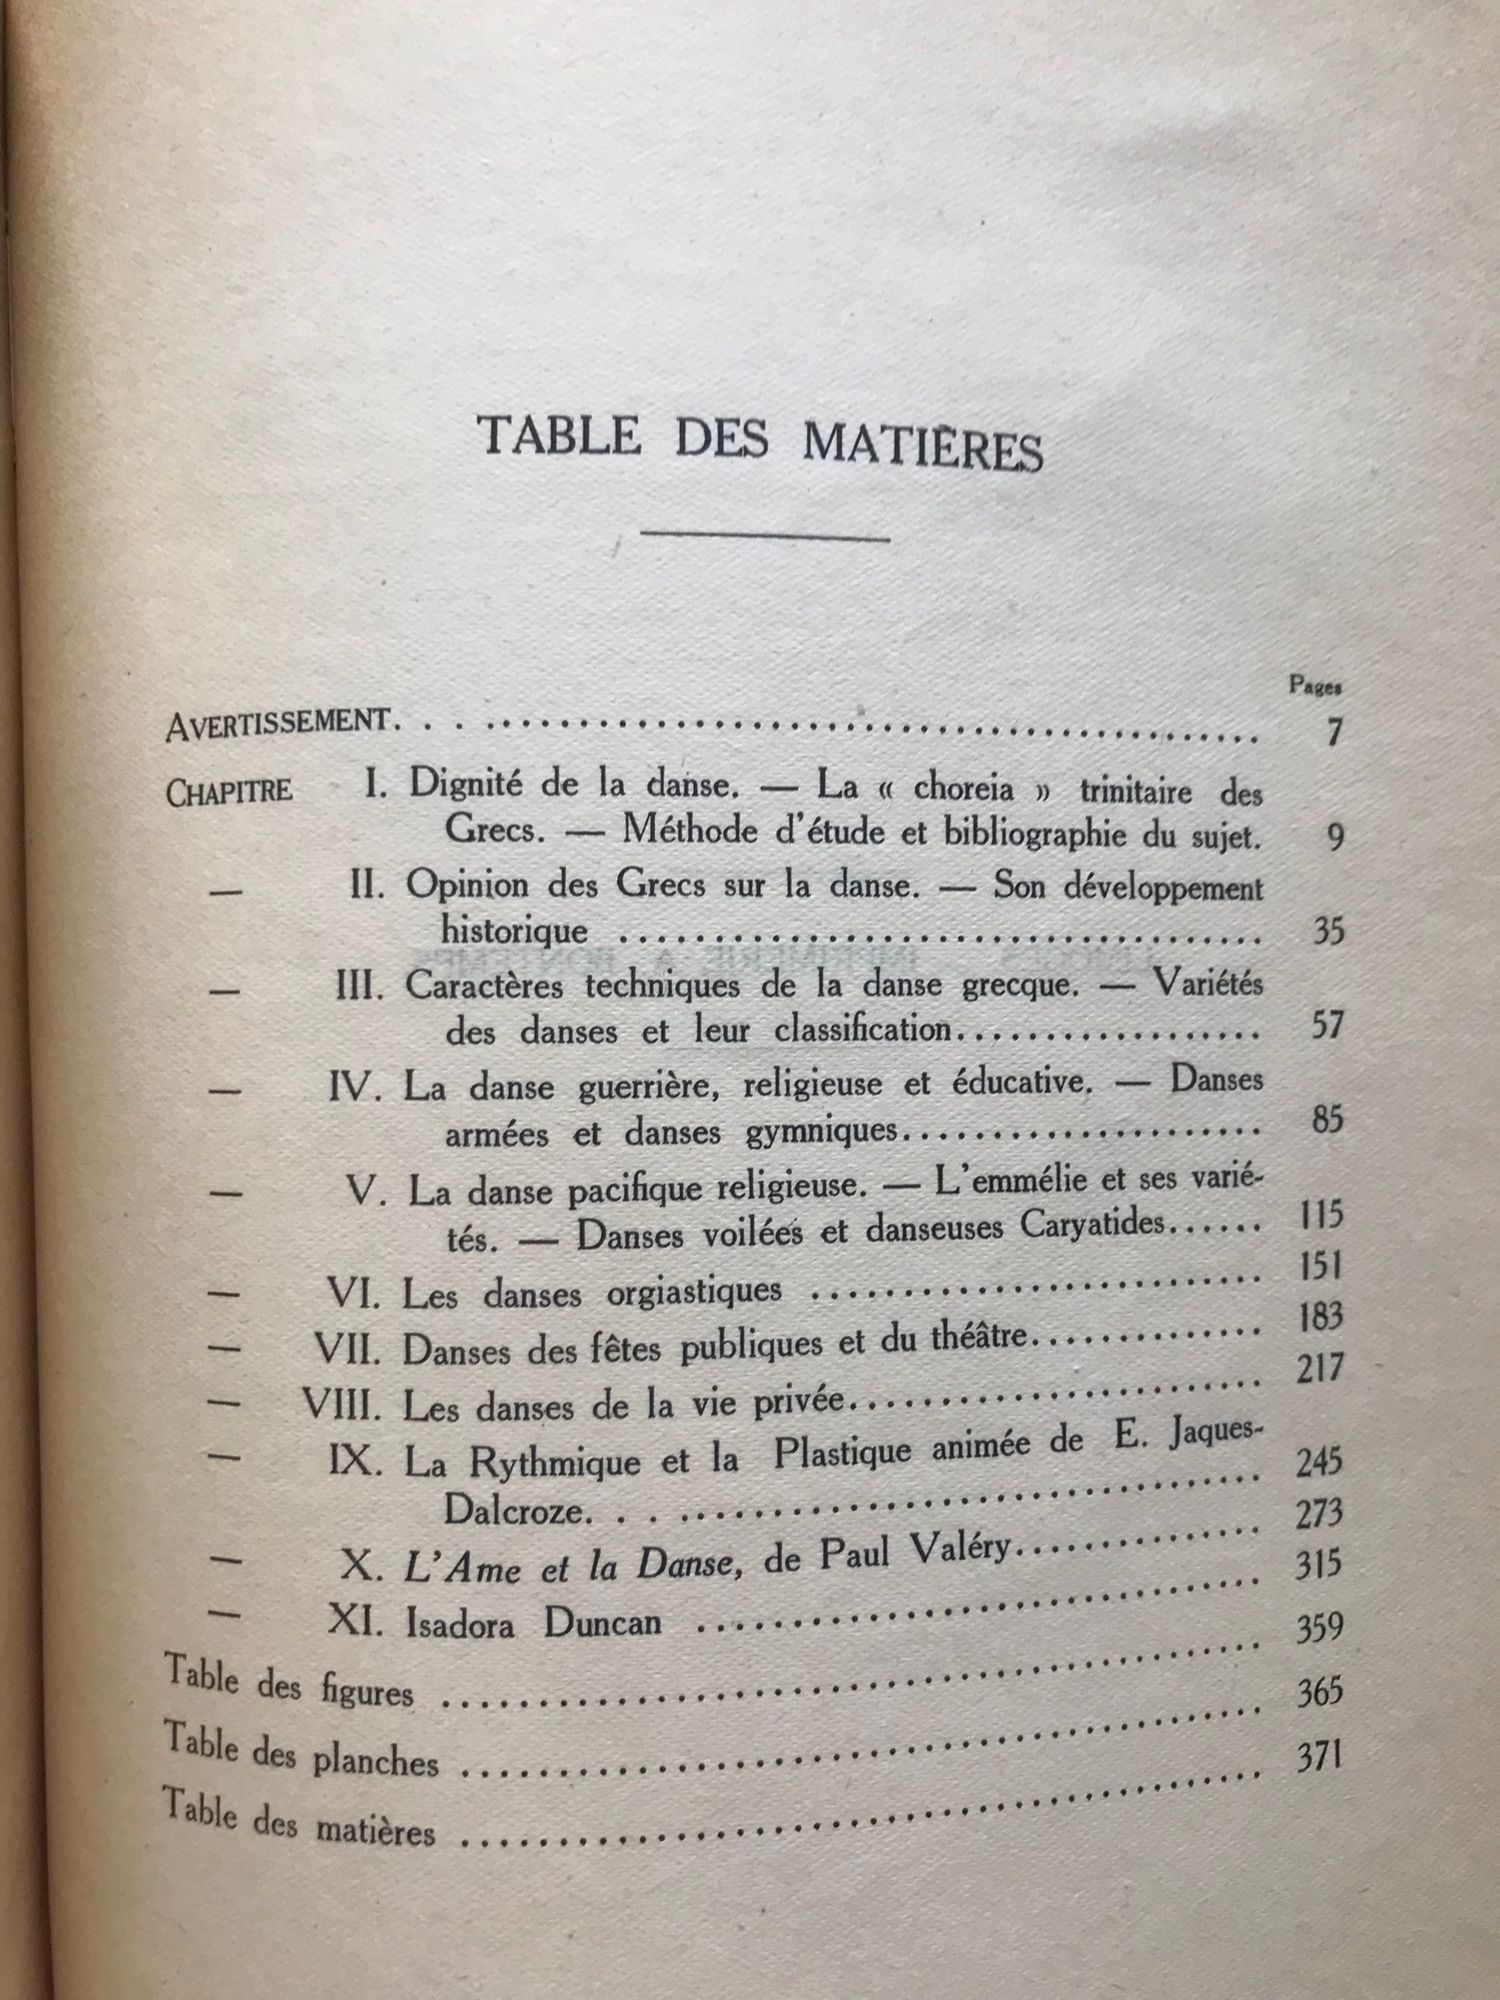 TABLE DES MATIÈRES
Pages
AVERTISSEMENT. . . ........................................ 7
CHAPITRE I. Dignité de la danse. — La « choreia » trinitaire des
Grecs. — Méthode d'étude et bibliographie du sujet. 9
— II. Opinion des Grecs sur la danse. — Son développement
historique .................................. 35
— III. Caractères techniques de la danse grecque. — Variétés
des danses et leur classification................. 57
— IV. La danse guerrière, religieuse et éducative. — Danses
armées et danses gymniques.................... 85
— V. La danse pacifique religieuse. — L'emmélie et ses varié-
tés. — Danses voilées et danseuses Caryatides...... 115
— VI. Les danses orgiastiques ........................ 151
— VII. Danses des fêtes publiques et du théâtre............. 183
— VIII. Les danses de la vie privée...................... 217
— IX. La Rythmique et la Plastique animée de E. Jaques-
Dalcroze. . . .............................. 245
— X. L'Ame et la Danse, de Paul Valéry............. 273
— XI. Isadora Duncan .............................. 315
Table des figures .......................................... 359
Table des planches ......................................... 365
Table des matières ......................................... 371